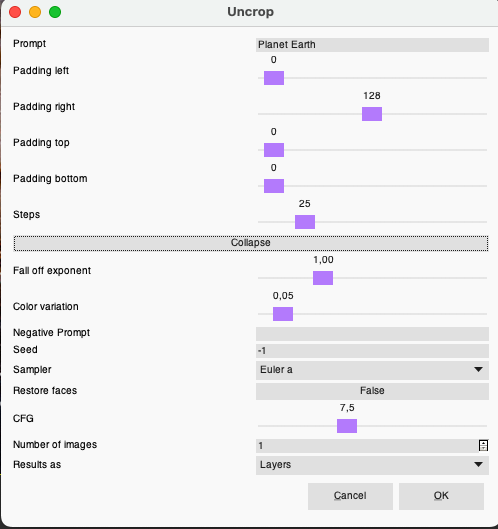 Uncrop
Prompt Planet Earth
Padding left 0
Padding right 128
Padding top 0
Padding bottom 0
Steps 25
Collapse
Fall off exponent 1,00
Color variation 0,05
Negative Prompt
Seed -1
Sampler Euler a
Restore faces False
CFG 7,5
Number of images 1
Results as Layers
Cancel OK